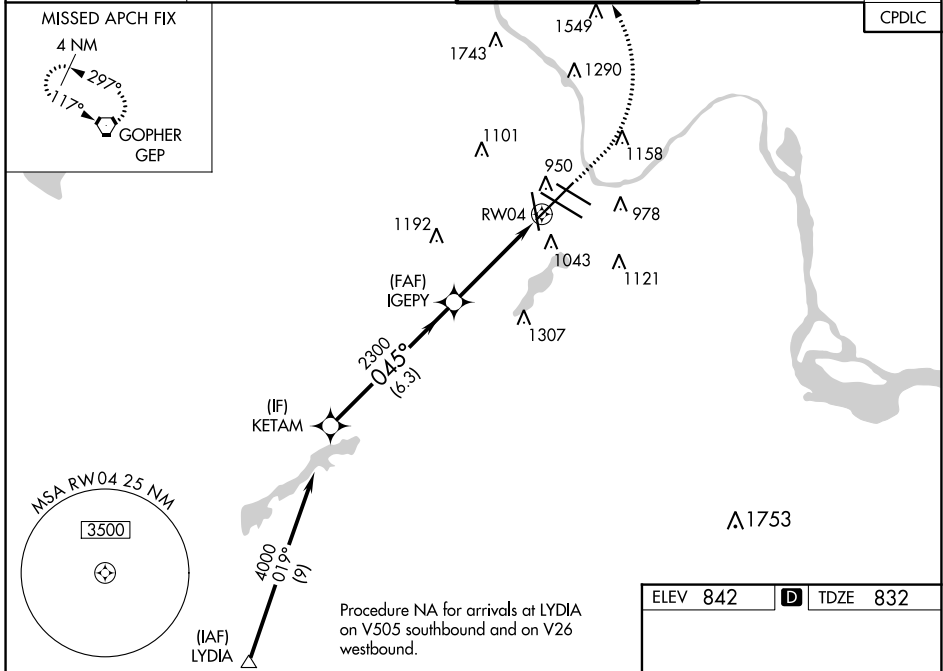 MISSED APCH FIX
4 NM
297°
117°
GOPHER
GEP
CPDLC
1549
1743
1290
1101
1158
950
RW04
978
1192
1043
1121
(FAF)
IGEPY
1307
2300
045°
(6.3)
(IF)
KETAM
MSA RW04 25 NM
3500
1753
4000
019°
(9)
(IAF)
LYDIA
Procedure NA for arrivals at LYDIA
on V505 southbound and on V26
westbound.
ELEV 842 D TDZE 832